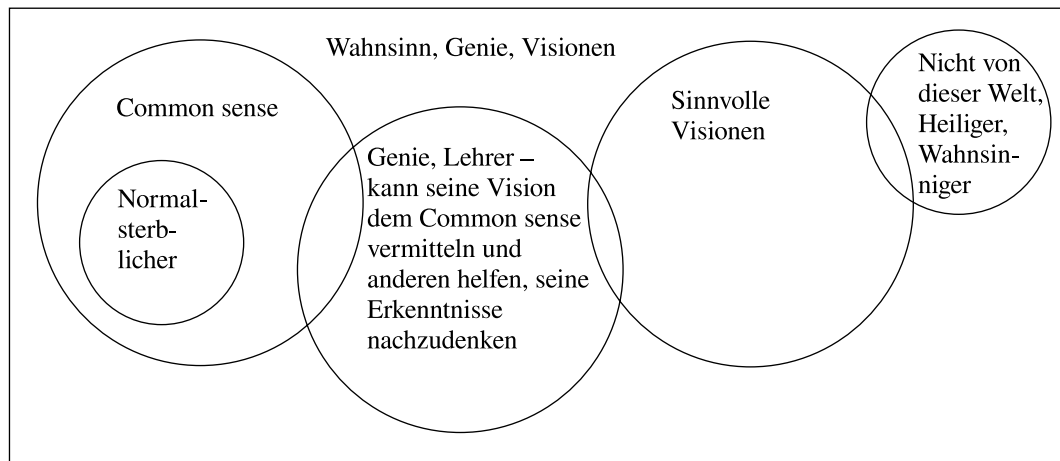 Wahnsinn, Genie, Visionen
Common sense
Normal-
sterb-
licher
Genie, Lehrer –
kann seine Vision
dem Common sense
vermitteln und
anderen helfen, seine
Erkenntnisse
nachzudenken
Sinnvolle
Visionen
Nicht von
dieser Welt,
Heiliger,
Wahnsin-
niger